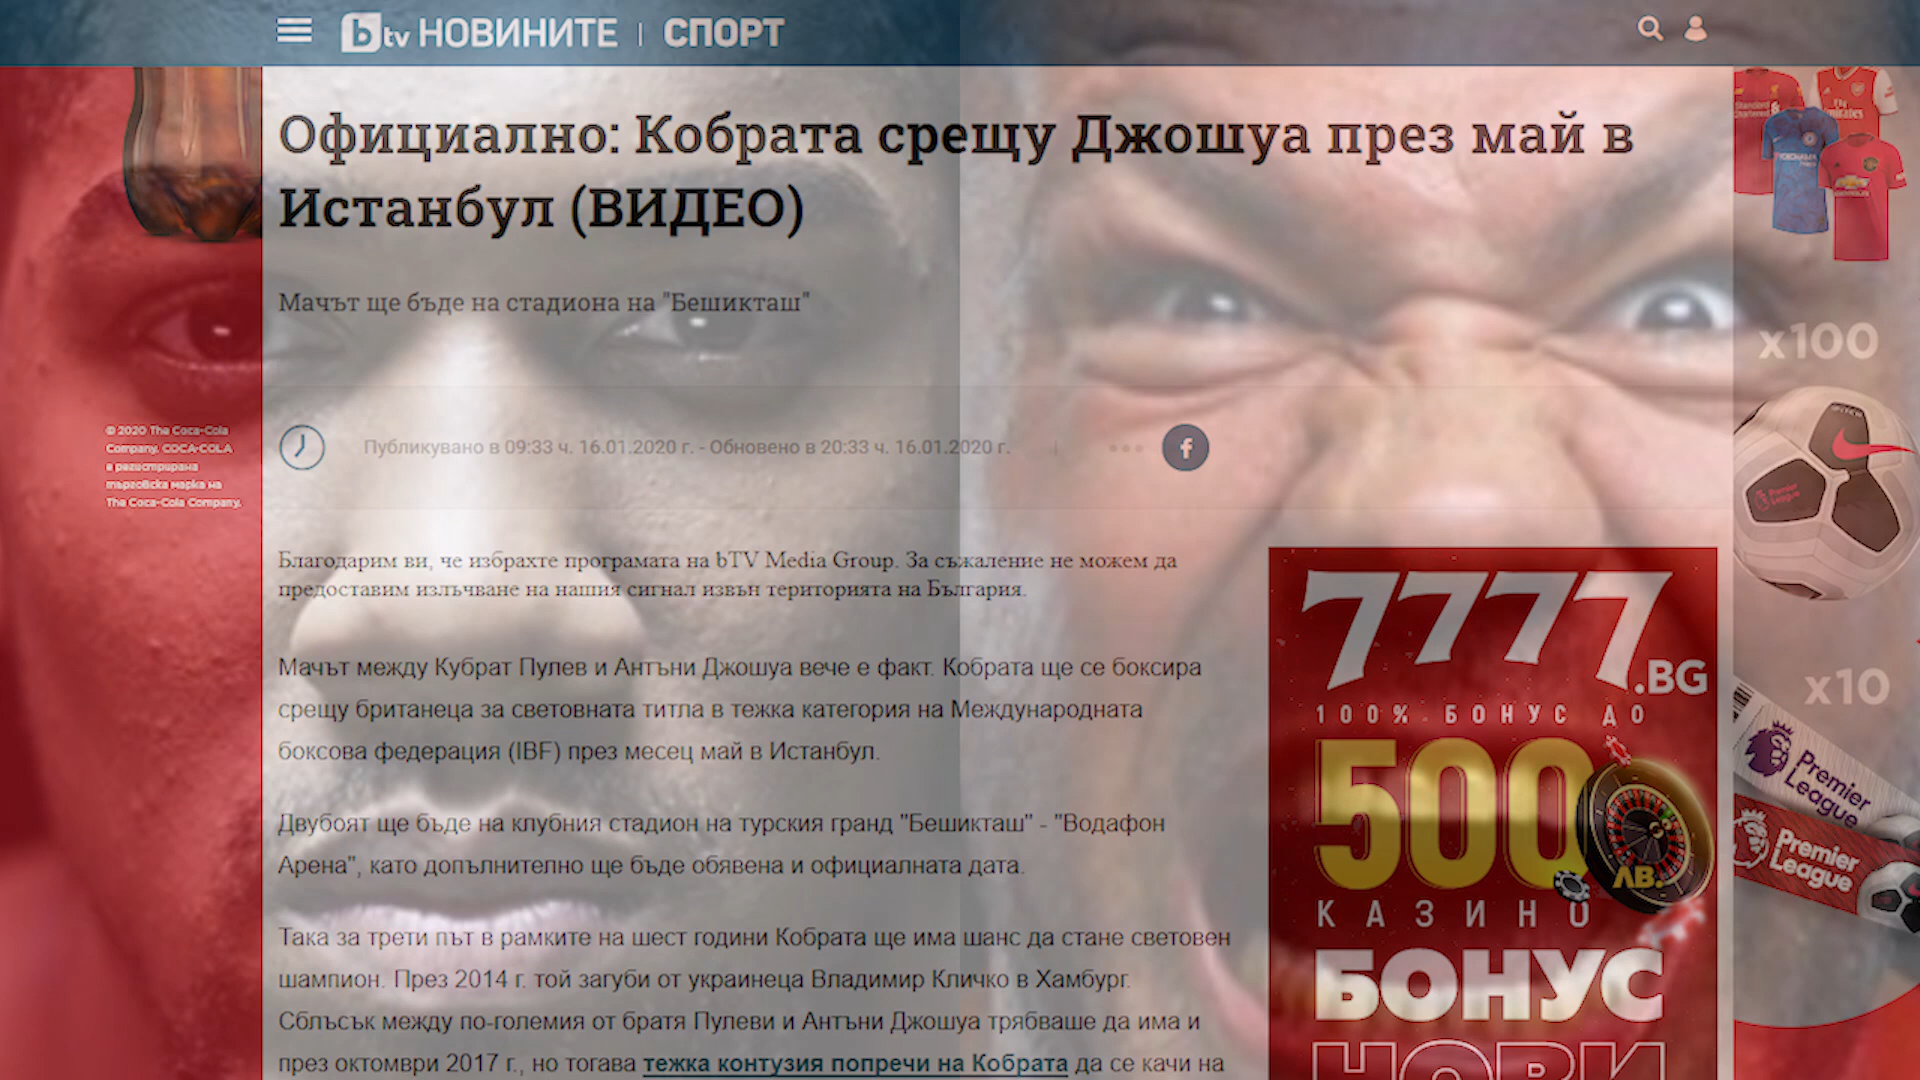 btv НОВИНИТЕ | СПОРТ
Официално: Кобрата срещу Джошуа през май в
Истанбул (ВИДЕО)
Мачът ще бъде на стадиона на "Бешикташ"
Публикувано в 09:33 ч. 16.01.2020 г. - Обновено в 20:33 ч. 16.01.2020 г.
© 2020 The Coca-Cola
Company. COCA-COLA
е регистрирана
търговска марка на
The Coca-Cola Company.
Благодарим ви, че избрахте програмата на bTV Media Group. За съжаление не можем да
предоставим излъчване на нашия сигнал извън територията на България.
Мачът между Кубрат Пулев и Антъни Джошуа вече е факт. Кобрата ще се боксира
срещу британеца за световната титла в тежка категория на Международната
боксова федерация (IBF) през месец май в Истанбул.
Двубоят ще бъде на клубния стадион на турския гранд "Бешикташ" - "Водафон
Арена", като допълнително ще бъде обявена и официалната дата.
Така за трети път в рамките на шест години Кобрата ще има шанс да стане световен
шампион. През 2014 г. той загуби от украинеца Владимир Кличко в Хамбург.
Сблъсък между по-големия от братя Пулеви и Антъни Джошуа трябваше да има и
през октомври 2017 г., но тогава тежка контузия попречи на Кобрата да се качи на
7777.BG
100% БОНУС ДО
500
ЛВ.
КАЗИНО
БОНУС
НОВИ
x100
Premier
League
x10
Premier
League
Premier
League